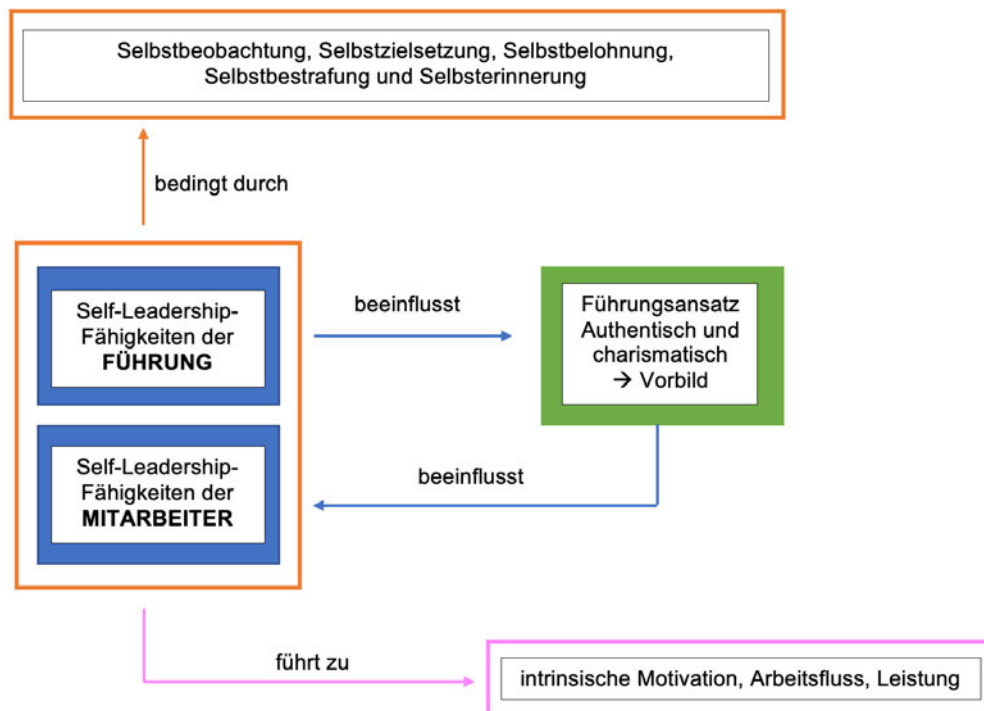 Selbstbeobachtung, Selbstzielsetzung, Selbstbelohnung,
Selbstbestrafung und Selbsterinnerung
bedingt durch
Self-Leadership-
Fähigkeiten der
FÜHRUNG
beeinflusst
Führungsansatz
Authentisch und
charismatisch
→ Vorbild
Self-Leadership-
Fähigkeiten der
MITARBEITER
beeinflusst
führt zu
intrinsische Motivation, Arbeitsfluss, Leistung